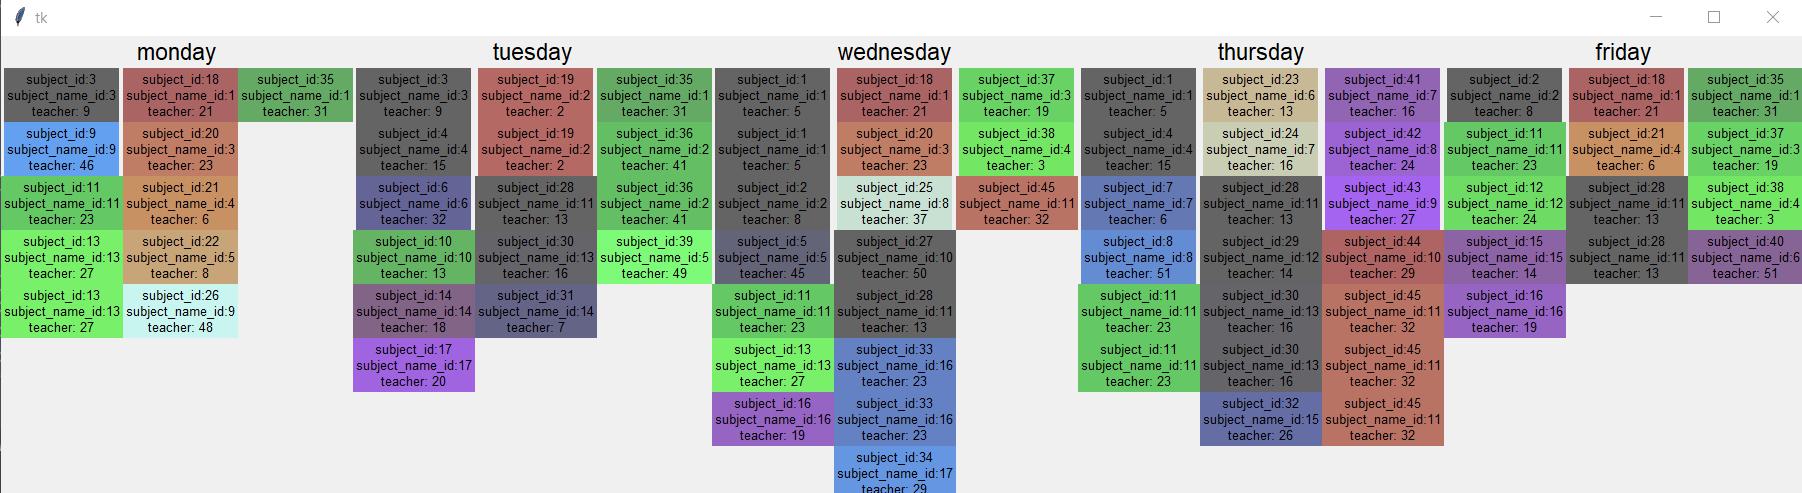 tk
monday
tuesday
wednesday
thursday
friday
subject_id:3
subject_name_id:3
teacher: 9
subject_id:9
subject_name_id:9
teacher: 46
subject_id:11
subject_name_id:11
teacher: 23
subject_id:13
subject_name_id:13
teacher: 27
subject_id:13
subject_name_id:13
teacher: 27
subject_id:18
subject_name_id:1
teacher: 21
subject_id:20
subject_name_id:3
teacher: 23
subject_id:21
subject_name_id:4
teacher: 6
subject_id:22
subject_name_id:5
teacher: 8
subject_id:26
subject_name_id:9
teacher: 48
subject_id:35
subject_name_id:1
teacher: 31
subject_id:3
subject_name_id:3
teacher: 9
subject_id:4
subject_name_id:4
teacher: 15
subject_id:6
subject_name_id:6
teacher: 32
subject_id:10
subject_name_id:10
teacher: 13
subject_id:14
subject_name_id:14
teacher: 18
subject_id:17
subject_name_id:17
teacher: 20
subject_id:19
subject_name_id:2
teacher: 2
subject_id:19
subject_name_id:2
teacher: 2
subject_id:28
subject_name_id:11
teacher: 13
subject_id:30
subject_name_id:13
teacher: 16
subject_id:31
subject_name_id:14
teacher: 7
subject_id:35
subject_name_id:1
teacher: 31
subject_id:36
subject_name_id:2
teacher: 41
subject_id:36
subject_name_id:2
teacher: 41
subject_id:39
subject_name_id:5
teacher: 49
subject_id:1
subject_name_id:1
teacher: 5
subject_id:1
subject_name_id:1
teacher: 5
subject_id:2
subject_name_id:2
teacher: 8
subject_id:5
subject_name_id:5
teacher: 45
subject_id:11
subject_name_id:11
teacher: 23
subject_id:13
subject_name_id:13
teacher: 27
subject_id:16
subject_name_id:16
teacher: 19
subject_id:18
subject_name_id:1
teacher: 21
subject_id:20
subject_name_id:3
teacher: 23
subject_id:25
subject_name_id:8
teacher: 37
subject_id:27
subject_name_id:10
teacher: 50
subject_id:28
subject_name_id:11
teacher: 13
subject_id:33
subject_name_id:16
teacher: 23
subject_id:33
subject_name_id:16
teacher: 23
subject_id:34
subject_name_id:17
teacher: 29
subject_id:37
subject_name_id:3
teacher: 19
subject_id:38
subject_name_id:4
teacher: 3
subject_id:45
subject_name_id:11
teacher: 32
subject_id:1
subject_name_id:1
teacher: 5
subject_id:4
subject_name_id:4
teacher: 15
subject_id:7
subject_name_id:7
teacher: 6
subject_id:8
subject_name_id:8
teacher: 51
subject_id:11
subject_name_id:11
teacher: 23
subject_id:11
subject_name_id:11
teacher: 23
subject_id:23
subject_name_id:6
teacher: 13
subject_id:24
subject_name_id:7
teacher: 16
subject_id:28
subject_name_id:11
teacher: 13
subject_id:29
subject_name_id:12
teacher: 14
subject_id:30
subject_name_id:13
teacher: 16
subject_id:30
subject_name_id:13
teacher: 16
subject_id:32
subject_name_id:15
teacher: 26
subject_id:41
subject_name_id:7
teacher: 16
subject_id:42
subject_name_id:8
teacher: 24
subject_id:43
subject_name_id:9
teacher: 27
subject_id:44
subject_name_id:10
teacher: 29
subject_id:45
subject_name_id:11
teacher: 32
subject_id:45
subject_name_id:11
teacher: 32
subject_id:45
subject_name_id:11
teacher: 32
subject_id:2
subject_name_id:2
teacher: 8
subject_id:11
subject_name_id:11
teacher: 23
subject_id:12
subject_name_id:12
teacher: 24
subject_id:15
subject_name_id:15
teacher: 14
subject_id:16
subject_name_id:16
teacher: 19
subject_id:18
subject_name_id:1
teacher: 21
subject_id:21
subject_name_id:4
teacher: 6
subject_id:28
subject_name_id:11
teacher: 13
subject_id:28
subject_name_id:11
teacher: 13
subject_id:35
subject_name_id:1
teacher: 31
subject_id:37
subject_name_id:3
teacher: 19
subject_id:38
subject_name_id:4
teacher: 3
subject_id:40
subject_name_id:6
teacher: 51